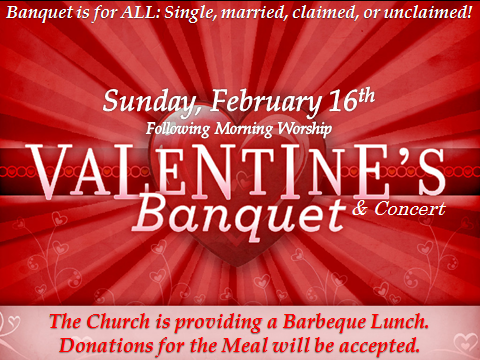 Banquet is for ALL: Single, married, claimed, or unclaimed!
Sunday, February 16th
Following Morning Worship
VALENTINE'S
Banquet & Concert
The Church is providing a Barbeque Lunch.
Donations for the Meal will be accepted.